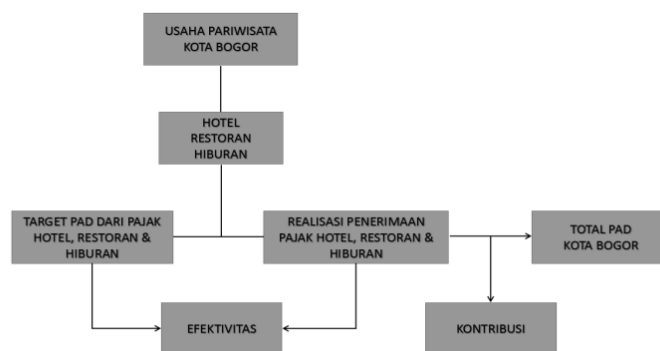 USAHA PARIWISATA
KOTA BOGOR
HOTEL
RESTORAN
HIBURAN
TARGET PAD DARI PAJAK
HOTEL, RESTORAN &
HIBURAN
REALISASI PENERIMAAN
PAJAK HOTEL, RESTORAN &
HIBURAN
TOTAL PAD
KOTA BOGOR
EFEKTIVITAS
KONTRIBUSI